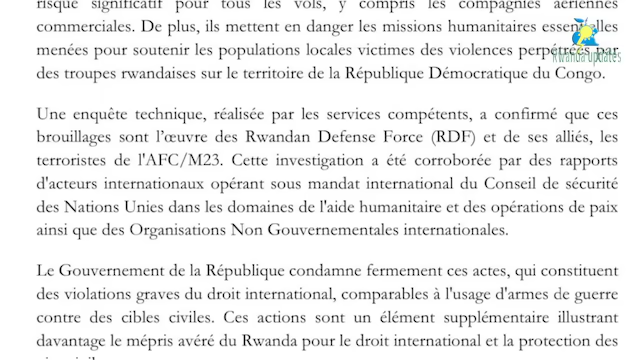 risque significatif pour tous les vols, y compris les compagnies aériennes
commerciales. De plus, ils mettent en danger les missions humanitaires essentielles
menées pour soutenir les populations locales victimes des violences perpétrées par
des troupes rwandaises sur le territoire de la République Démocratique du Congo.
Rwanda updates
Une enquête technique, réalisée par les services compétents, a confirmé que ces
brouillages sont l'œuvre des Rwandan Defense Force (RDF) et de ses alliés, les
terroristes de l'AFC/M23. Cette investigation a été corroborée par des rapports
d'acteurs internationaux opérant sous mandat international du Conseil de sécurité
des Nations Unies dans les domaines de l'aide humanitaire et des opérations de paix
ainsi que des Organisations Non Gouvernementales internationales.
Le Gouvernement de la République condamne fermement ces actes, qui constituent
des violations graves du droit international, comparables à l'usage d'armes de guerre
contre des cibles civiles. Ces actions sont un élément supplémentaire illustrant
davantage le mépris avéré du Rwanda pour le droit international et la protection des